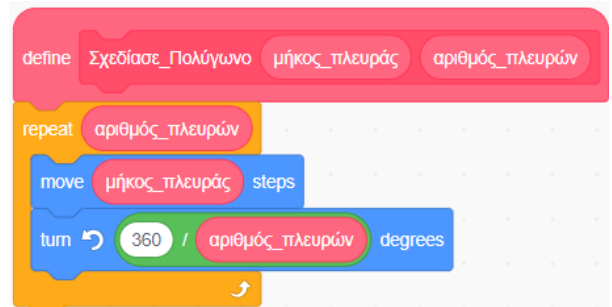 define Σχεδίασε_Πολύγωνο μήκος_πλευράς αριθμός_πλευρών
repeat αριθμός_πλευρών
move μήκος_πλευράς steps
turn 360 / αριθμός_πλευρών degrees